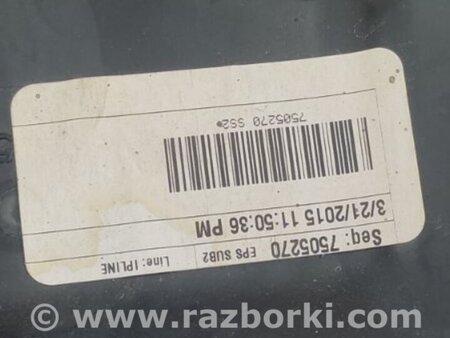 Seq: 7505270 EPS SUB2 Line: IPLINE
3/21/2015 11:50:36 PM
7505270 SS2
© www.razborki.com